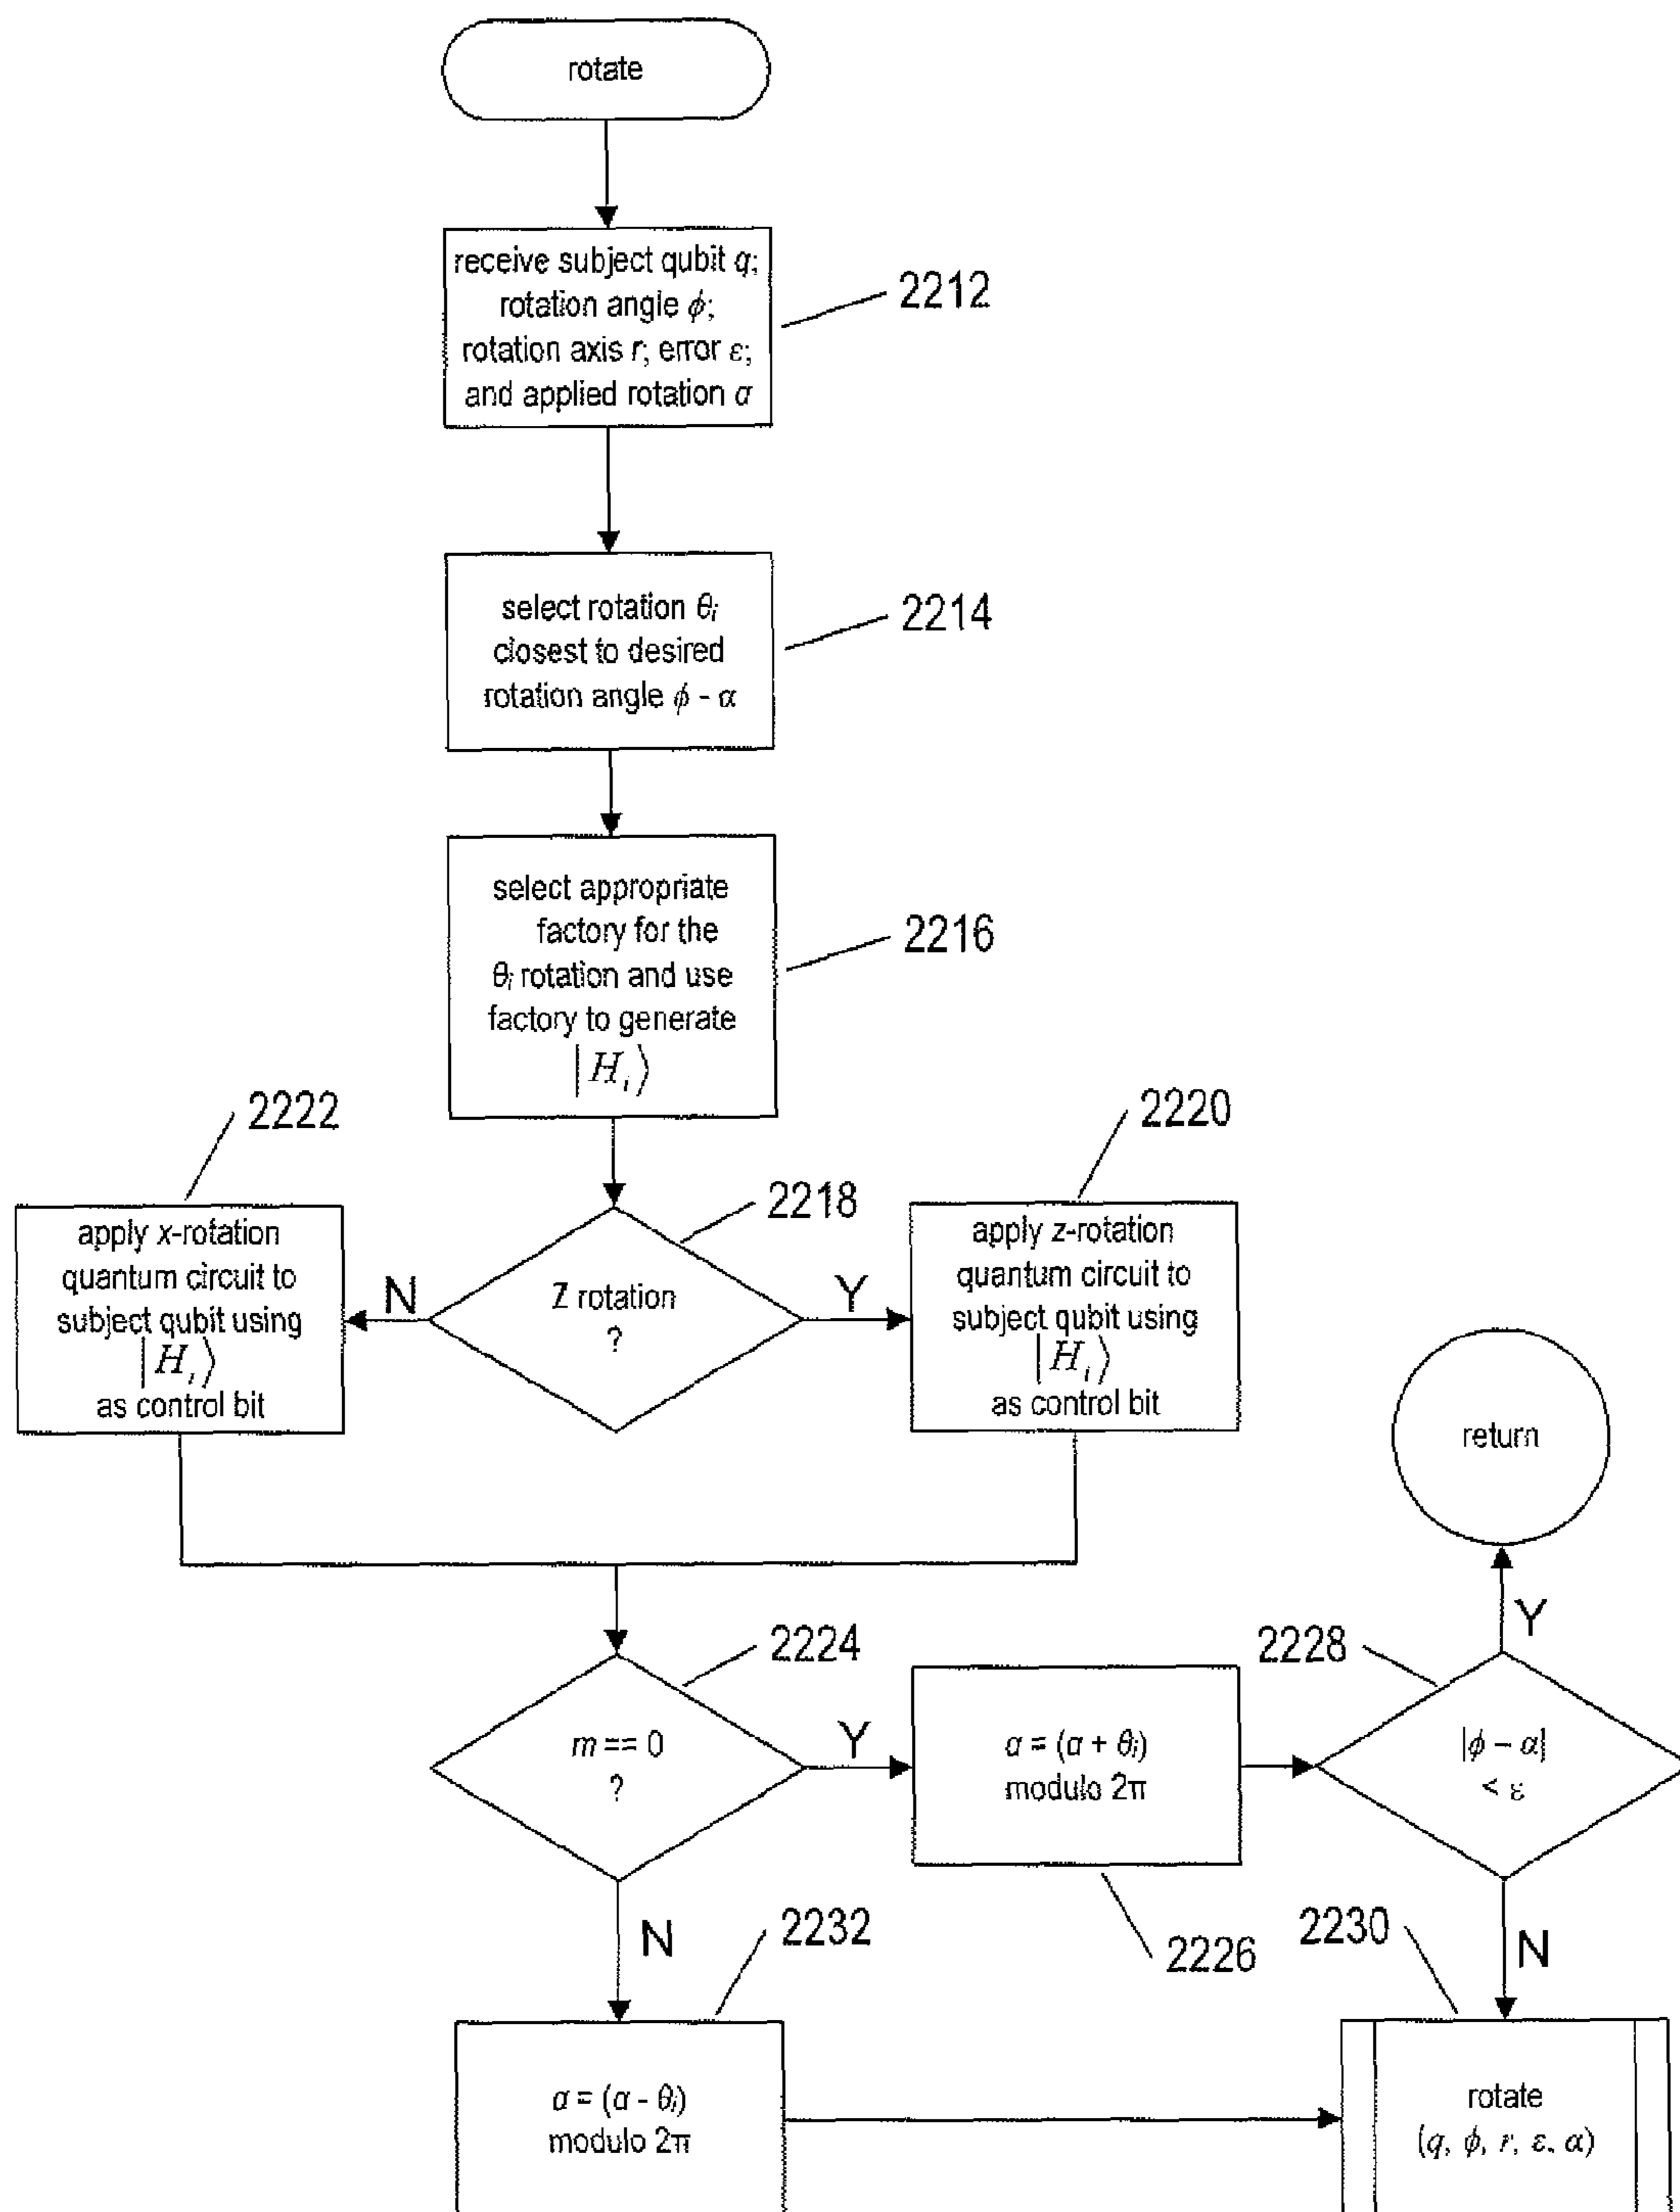 rotate
receive subject qubit q;
rotation angle ϕ;
rotation axis r; error ε;
and applied rotation α
2212
select rotation θi
closest to desired
rotation angle ϕ - α
2214
select appropriate
factory for the
θi rotation and use
factory to generate
|Hi⟩
2216
2222
apply x-rotation
quantum circuit to
subject qubit using
|Hi⟩
as control bit
N
2218
Z rotation
?
Y
2220
apply z-rotation
quantum circuit to
subject qubit using
|Hi⟩
as control bit
return
Y
2224
m == 0
?
Y
α = (α + θi)
modulo 2π
2226
2228
|ϕ – α|
< ε
N
N
2232
α = (α - θi)
modulo 2π
2230
rotate
(q, ϕ, r, ε, α)